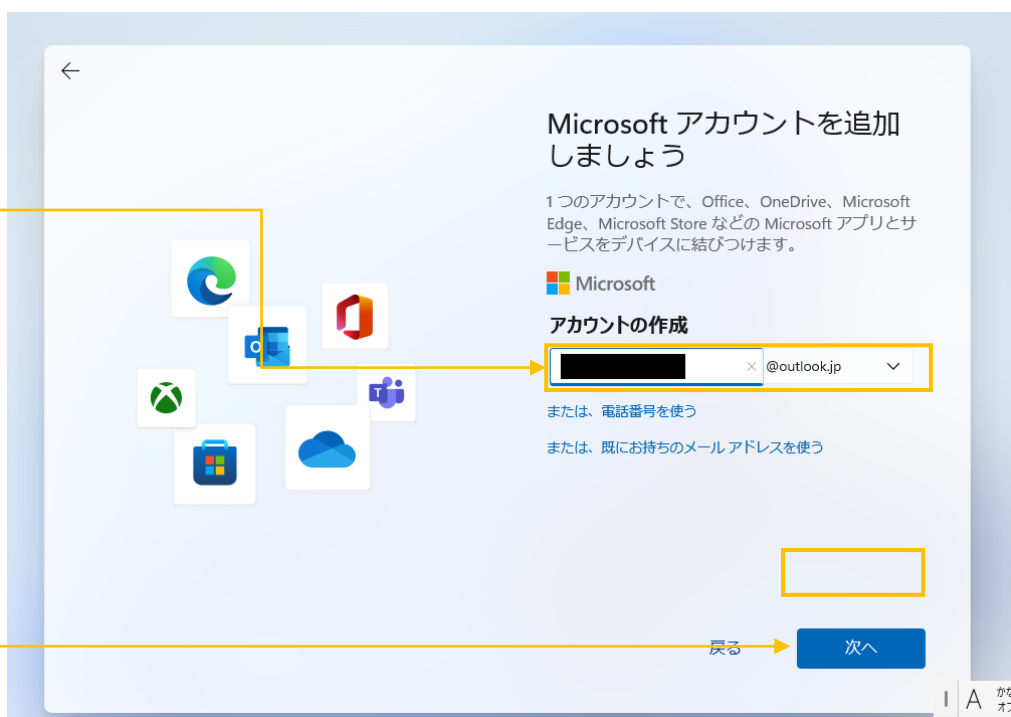 Microsoft アカウントを追加
しましょう
1 つのアカウントで、Office、OneDrive、Microsoft
Edge、Microsoft Store などの Microsoft アプリとサ
ービスをデバイスに結びつけます。
Microsoft
アカウントの作成
@outlook.jp
または、電話番号を使う
または、既にお持ちのメール アドレスを使う
戻る
次へ
A